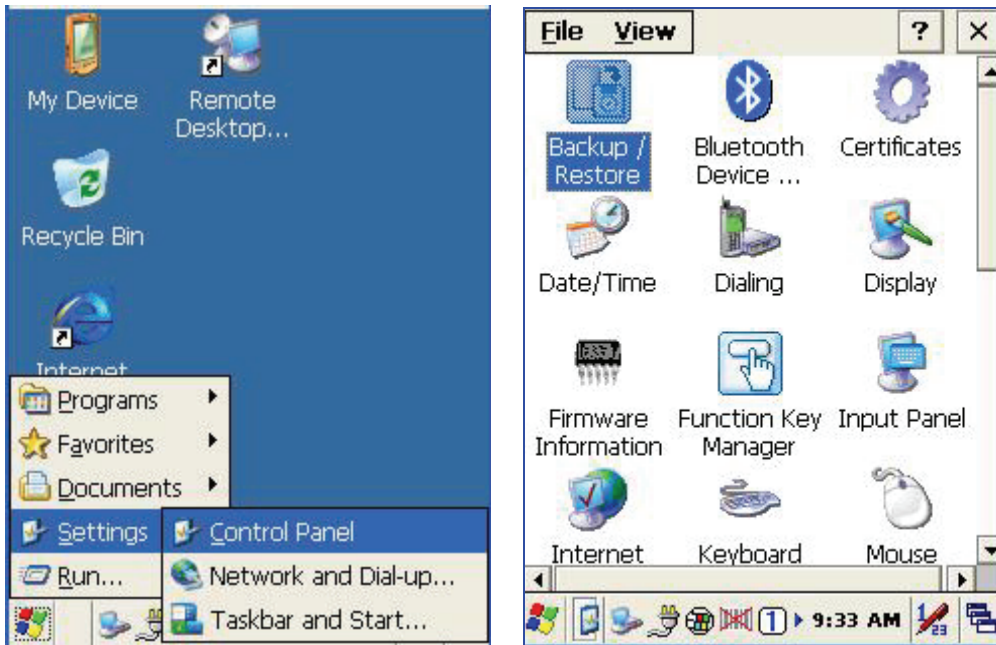 My Device
Remote
Desktop...
Recycle Bin
Internet
Programs
Favorites
Documents
Settings
Run...
Control Panel
Network and Dial-up...
Taskbar and Start...
File View ? ×
Backup /
Restore
Bluetooth
Device ...
Certificates
Date/Time
Dialing
Display
Firmware
Information
Function Key
Manager
Input Panel
Internet
Keyboard
Mouse
1
9:33 AM